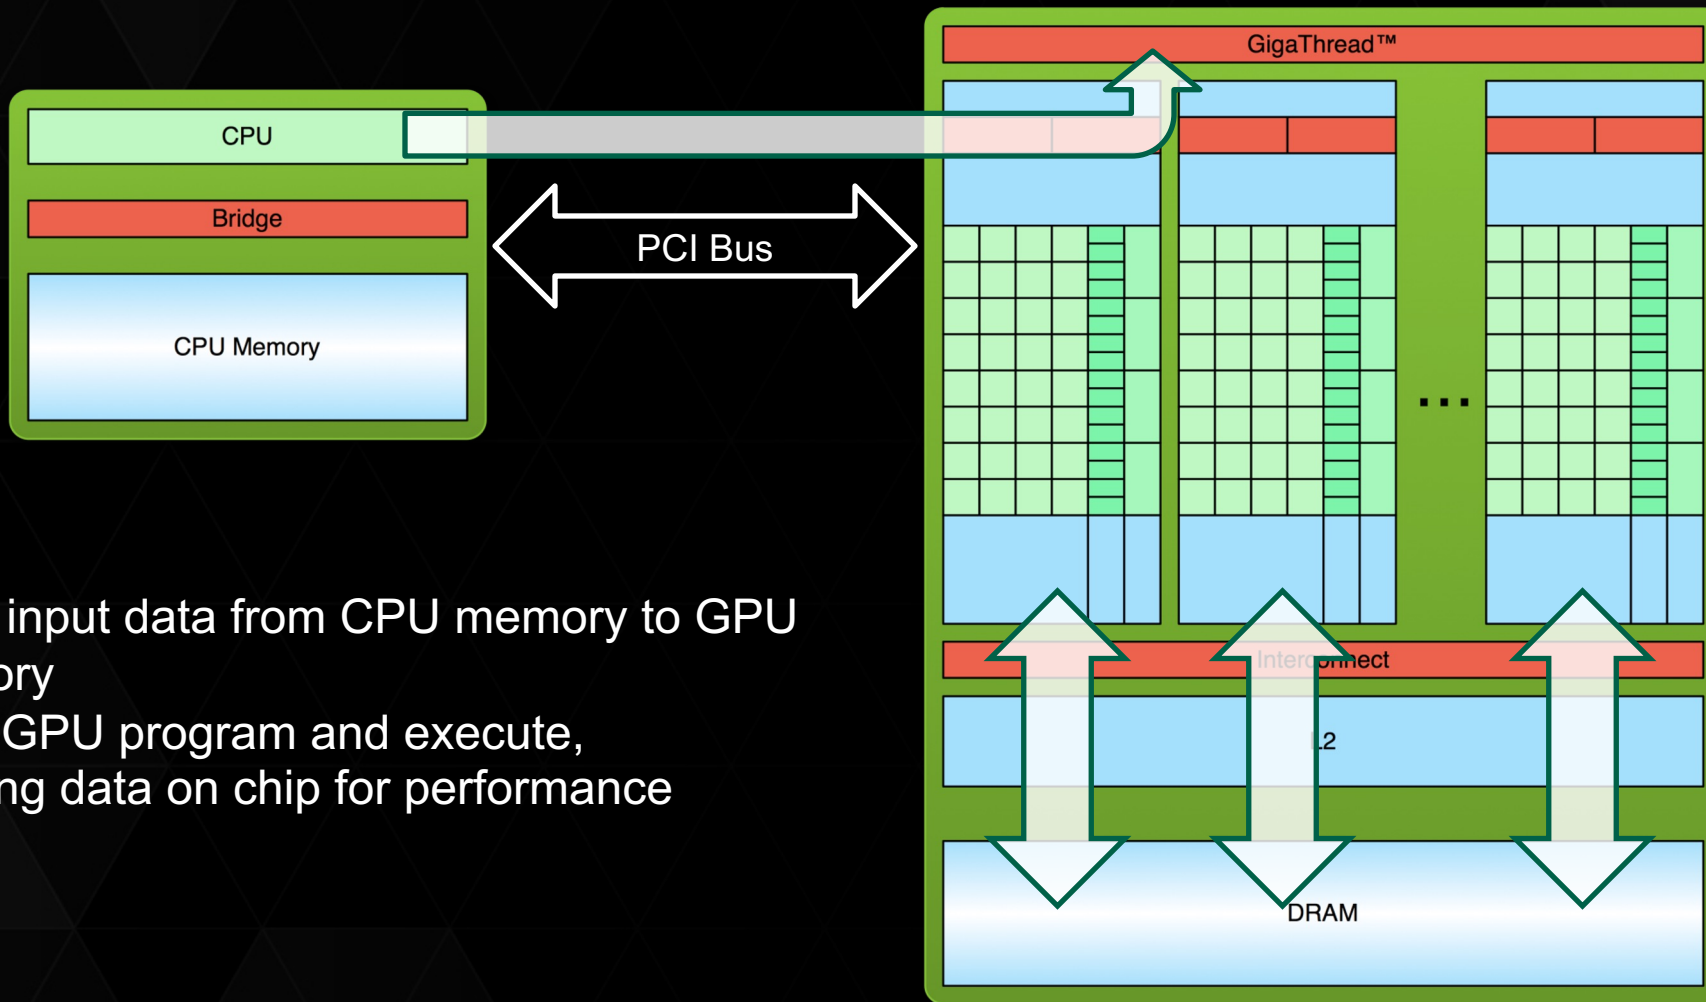 GigaThread™
CPU
Bridge
PCI Bus
CPU Memory
input data from CPU memory to GPU
ory
GPU program and execute,
ng data on chip for performance
Interconnect
L2
DRAM